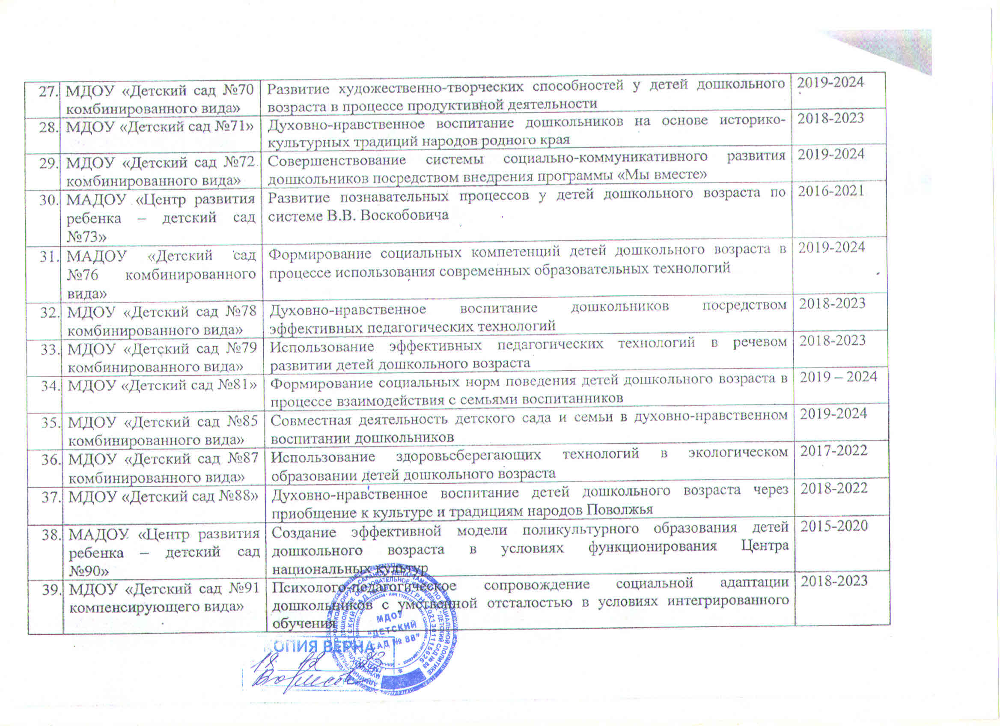 27. МДОУ «Детский сад №70 комбинированного вида» Развитие художественно-творческих способностей у детей дошкольного 2019-2024
возраста в процессе продуктивной деятельности
28. МДОУ «Детский сад №71» Духовно-нравственное воспитание дошкольников на основе историко- 2018-2023
культурных традиций народов родного края
29. МДОУ «Детский сад №72 комбинированного вида» Совершенствование системы социально-коммуникативного развития 2019-2024
дошкольников посредством внедрения программы «Мы вместе»
30. МАДОУ «Центр развития ребенка – детский сад №73» Развитие познавательных процессов у детей дошкольного возраста по 2016-2021
системе В.В. Воскобовича
31. МАДОУ «Детский сад №76 комбинированного вида» Формирование социальных компетенций детей дошкольного возраста в 2019-2024
процессе использования современных образовательных технологий
32. МДОУ «Детский сад №78 комбинированного вида» Духовно-нравственное воспитание дошкольников посредством 2018-2023
эффективных педагогических технологий
33. МДОУ «Детский сад №79 комбинированного вида» Использование эффективных педагогических технологий в речевом 2018-2023
развитии детей дошкольного возраста
34. МДОУ «Детский сад №81» Формирование социальных норм поведения детей дошкольного возраста в 2019 – 2024
процессе взаимодействия с семьями воспитанников
35. МДОУ «Детский сад №85 комбинированного вида» Совместная деятельность детского сада и семьи в духовно-нравственном 2019-2024
воспитании дошкольников
36. МДОУ «Детский сад №87 комбинированного вида» Использование здоровьсберегающих технологий в экологическом 2017-2022
образовании детей дошкольного возраста
37. МДОУ «Детский сад №88» Духовно-нравственное воспитание детей дошкольного возраста через 2018-2022
приобщение к культуре и традициям народов Поволжья
38. МАДОУ «Центр развития ребенка – детский сад №90» Создание эффективной модели поликультурного образования детей 2015-2020
дошкольного возраста в условиях функционирования Центра
национальных культур
39. МДОУ «Детский сад №91 компенсирующего вида» Психолого-педагогическое сопровождение социальной адаптации 2018-2023
дошкольников с умственной отсталостью в условиях интегрированного
обучения
КОПИЯ ВЕРНА
МДОУ
"ДЕТСКИЙ
САД № 88"